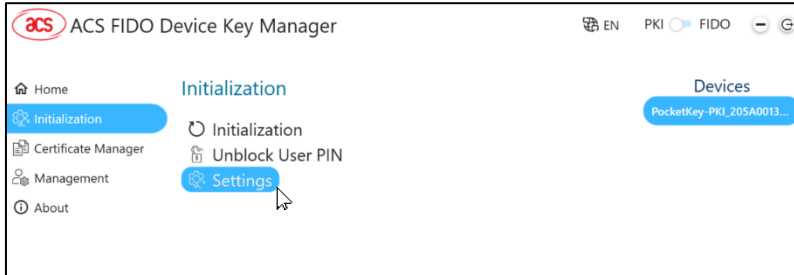 acs ACS FIDO Device Key Manager
EN PKI FIDO
Home
Initialization
Certificate Manager
Management
About
Initialization
Initialization
Unblock User PIN
Settings
Devices
PocketKey-PKI_205A0013...